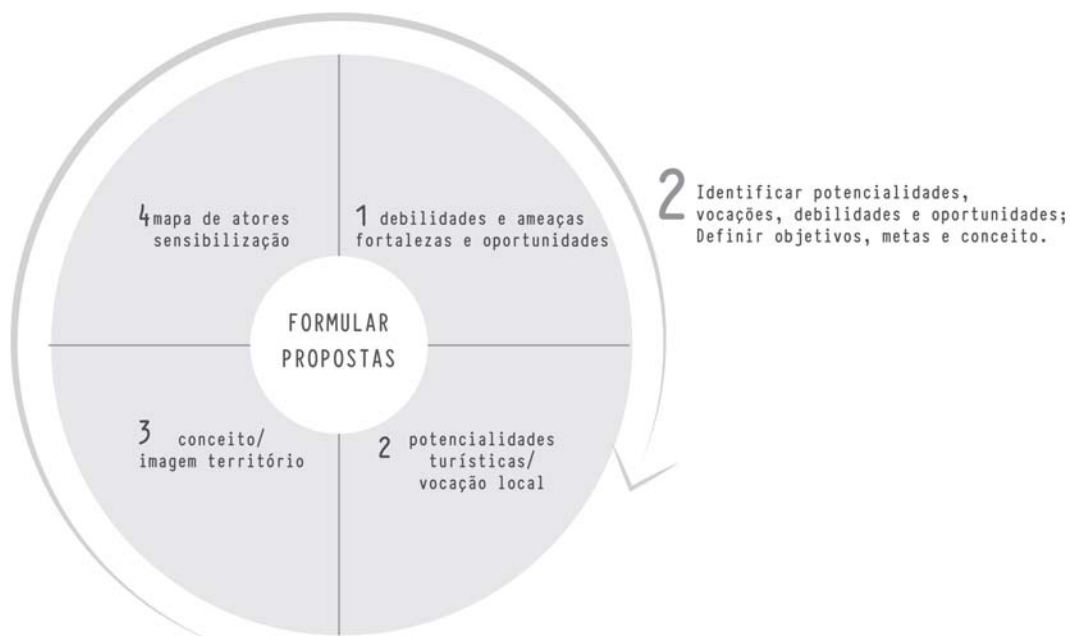 4 mapa de atores
sensibilização
1 debilidades e ameaças
fortalezas e oportunidades
FORMULAR
PROPOSTAS
3 conceito/
imagem território
2 potencialidades
turísticas/
vocação local
2 Identificar potencialidades,
vocações, debilidades e oportunidades;
Definir objetivos, metas e conceito.